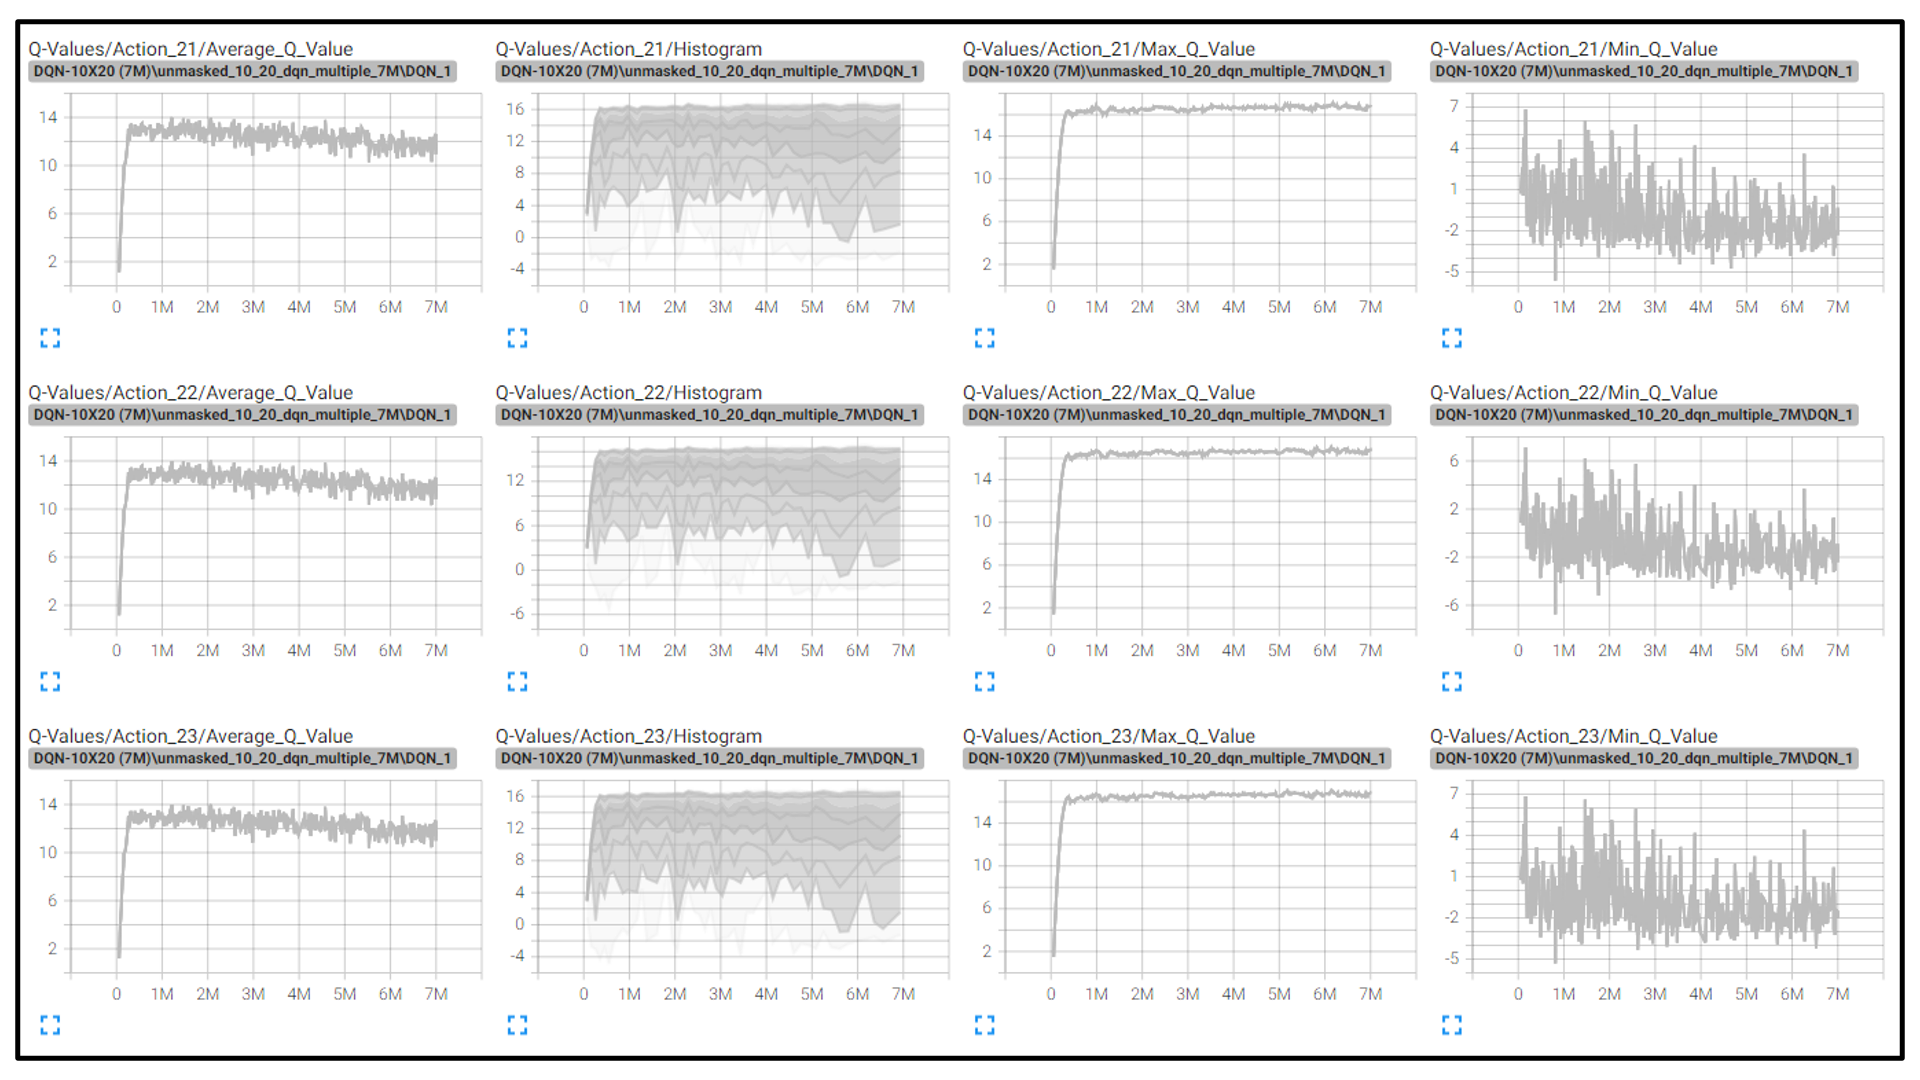 Q-Values/Action_21/Average_Q_Value
DQN-10X20 (7M)\unmasked_10_20_dqn_multiple_7M\DQN_1
14
10
6
2
0 1M 2M 3M 4M 5M 6M 7M
Q-Values/Action_21/Histogram
DQN-10X20 (7M)\unmasked_10_20_dqn_multiple_7M\DQN_1
16
12
8
4
0
-4
0 1M 2M 3M 4M 5M 6M 7M
Q-Values/Action_21/Max_Q_Value
DQN-10X20 (7M)\unmasked_10_20_dqn_multiple_7M\DQN_1
14
10
6
2
0 1M 2M 3M 4M 5M 6M 7M
Q-Values/Action_21/Min_Q_Value
DQN-10X20 (7M)\unmasked_10_20_dqn_multiple_7M\DQN_1
7
4
1
-2
-5
0 1M 2M 3M 4M 5M 6M 7M
Q-Values/Action_22/Average_Q_Value
DQN-10X20 (7M)\unmasked_10_20_dqn_multiple_7M\DQN_1
14
10
6
2
0 1M 2M 3M 4M 5M 6M 7M
Q-Values/Action_22/Histogram
DQN-10X20 (7M)\unmasked_10_20_dqn_multiple_7M\DQN_1
12
6
0
-6
0 1M 2M 3M 4M 5M 6M 7M
Q-Values/Action_22/Max_Q_Value
DQN-10X20 (7M)\unmasked_10_20_dqn_multiple_7M\DQN_1
14
10
6
2
0 1M 2M 3M 4M 5M 6M 7M
Q-Values/Action_22/Min_Q_Value
DQN-10X20 (7M)\unmasked_10_20_dqn_multiple_7M\DQN_1
6
2
-2
-6
0 1M 2M 3M 4M 5M 6M 7M
Q-Values/Action_23/Average_Q_Value
DQN-10X20 (7M)\unmasked_10_20_dqn_multiple_7M\DQN_1
14
10
6
2
0 1M 2M 3M 4M 5M 6M 7M
Q-Values/Action_23/Histogram
DQN-10X20 (7M)\unmasked_10_20_dqn_multiple_7M\DQN_1
16
12
8
4
0
-4
0 1M 2M 3M 4M 5M 6M 7M
Q-Values/Action_23/Max_Q_Value
DQN-10X20 (7M)\unmasked_10_20_dqn_multiple_7M\DQN_1
14
10
6
2
0 1M 2M 3M 4M 5M 6M 7M
Q-Values/Action_23/Min_Q_Value
DQN-10X20 (7M)\unmasked_10_20_dqn_multiple_7M\DQN_1
7
4
1
-2
-5
0 1M 2M 3M 4M 5M 6M 7M